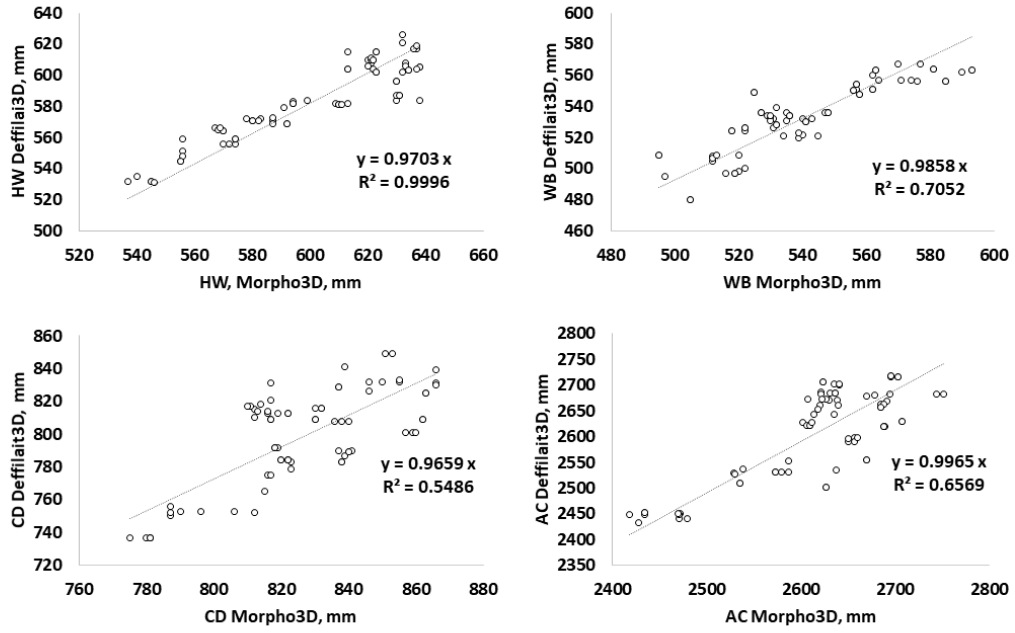 HW Deffilai3D, mm
640
620
600
580
560
540
520
500
y = 0.9703 x
R² = 0.9996
520 540 560 580 600 620 640 660
HW, Morpho3D, mm
WB Deffilait3D, mm
600
580
560
540
520
500
480
460
y = 0.9858 x
R² = 0.7052
480 500 520 540 560 580 600
WB Morpho3D, mm
CD Deffilait3D, mm
860
840
820
800
780
760
740
720
y = 0.9659 x
R² = 0.5486
760 780 800 820 840 860 880
CD Morpho3D, mm
AC Deffilait3D, mm
2800
2750
2700
2650
2600
2550
2500
2450
2400
2350
y = 0.9965 x
R² = 0.6569
2400 2500 2600 2700 2800
AC Morpho3D, mm